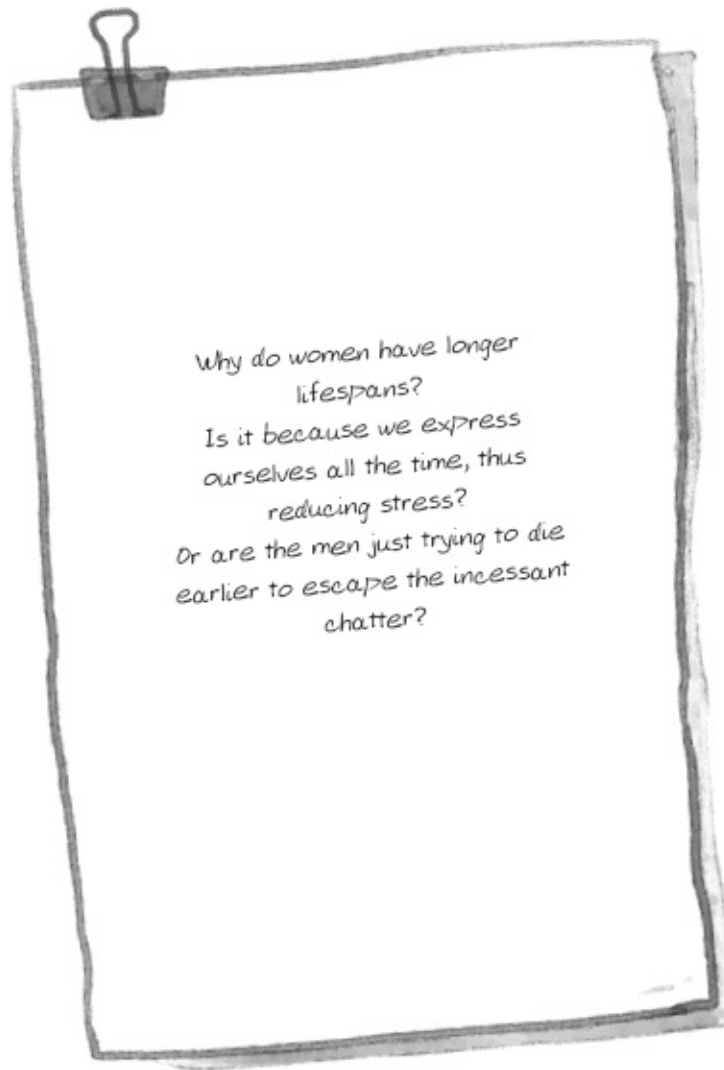 Why do women have longer
lifespans?
Is it because we express
ourselves all the time, thus
reducing stress?
Or are the men just trying to die
earlier to escape the incessant
chatter?